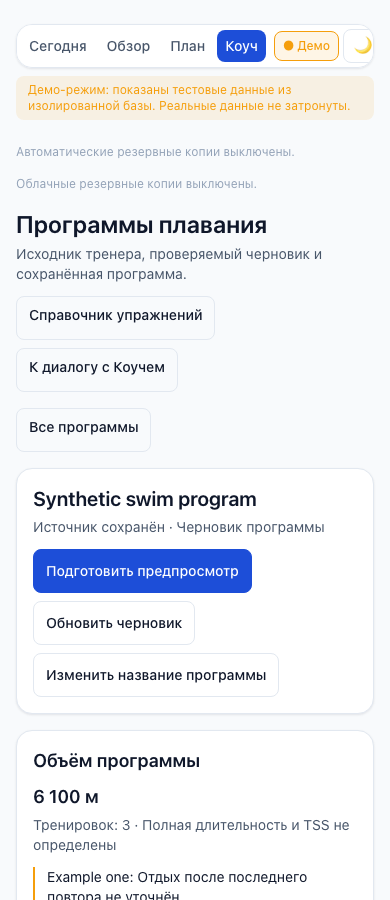 Сегодня Обзор План Коуч Демо
Демо-режим: показаны тестовые данные из
изолированной базы. Реальные данные не затронуты.
Автоматические резервные копии выключены.
Облачные резервные копии выключены.
Программы плавания
Исходник тренера, проверяемый черновик и
сохранённая программа.
Справочник упражнений
К диалогу с Коучем
Все программы
Synthetic swim program
Источник сохранён · Черновик программы
Подготовить предпросмотр
Обновить черновик
Изменить название программы
Объём программы
6 100 м
Тренировок: 3 · Полная длительность и TSS не
определены
Example one: Отдых после последнего
повтора не уточнён